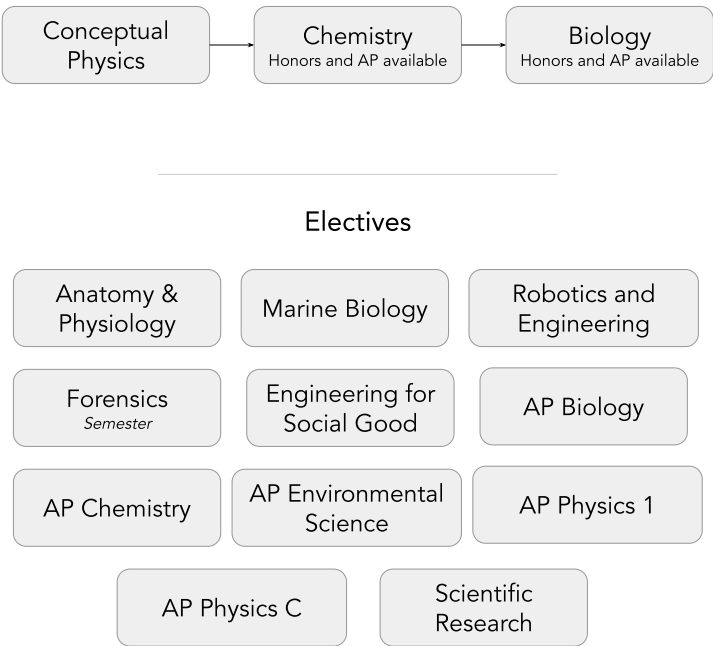 Conceptual
Physics
Chemistry
Honors and AP available
Biology
Honors and AP available
Electives
Anatomy &
Physiology
Marine Biology
Robotics and
Engineering
Forensics
Semester
Engineering for
Social Good
AP Biology
AP Chemistry
AP Environmental
Science
AP Physics 1
AP Physics C
Scientific
Research